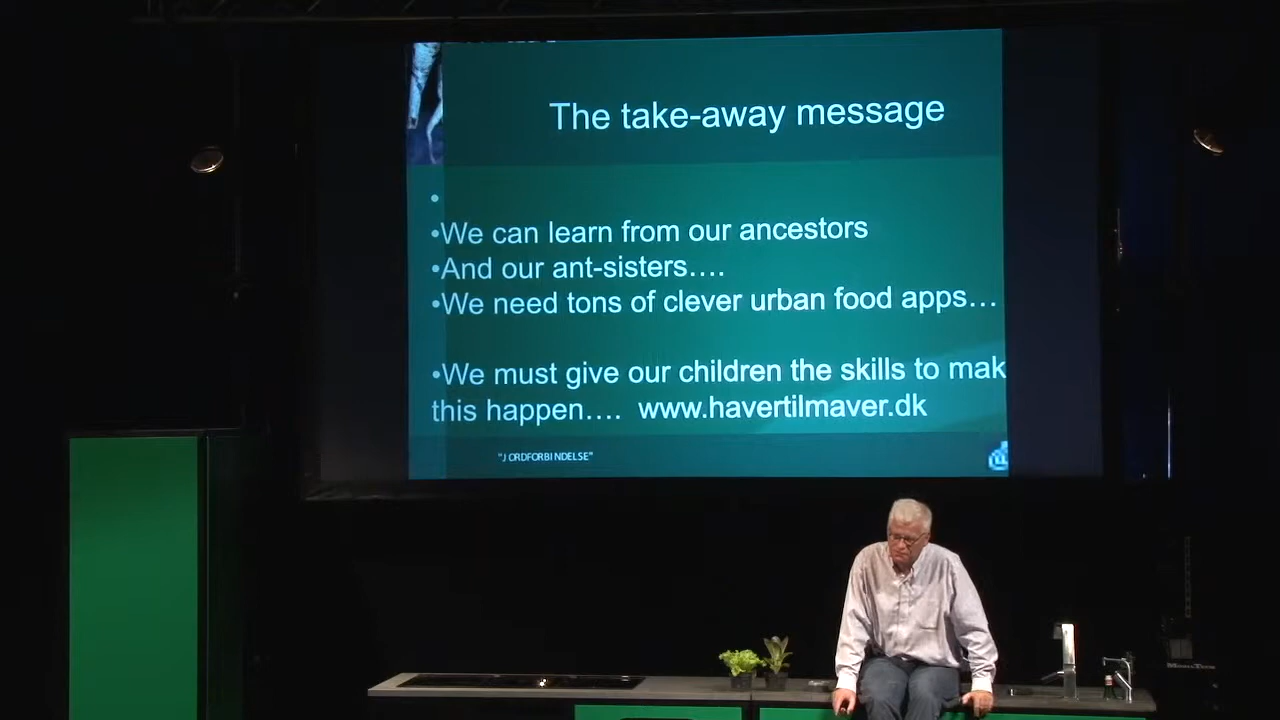 The take-away message
•
•We can learn from our ancestors
•And our ant-sisters….
•We need tons of clever urban food apps…
•We must give our children the skills to mak
this happen…. www.havertilmaver.dk
"JORDFORBINDELSE"